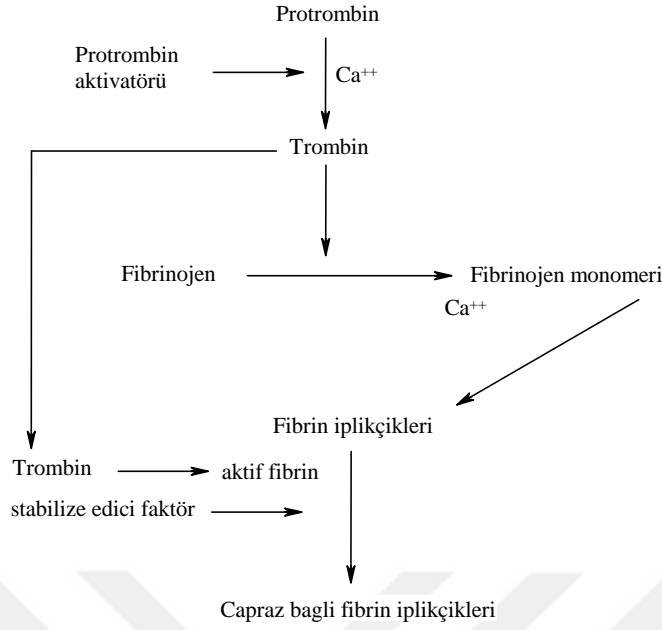 Protrombin
Protrombin
aktivatörü
Ca++
Trombin
Fibrinojen
Fibrinojen monomeri
Ca++
Fibrin iplikçikleri
Trombin
aktif fibrin
stabilize edici faktör
Capraz bagli fibrin iplikçikleri